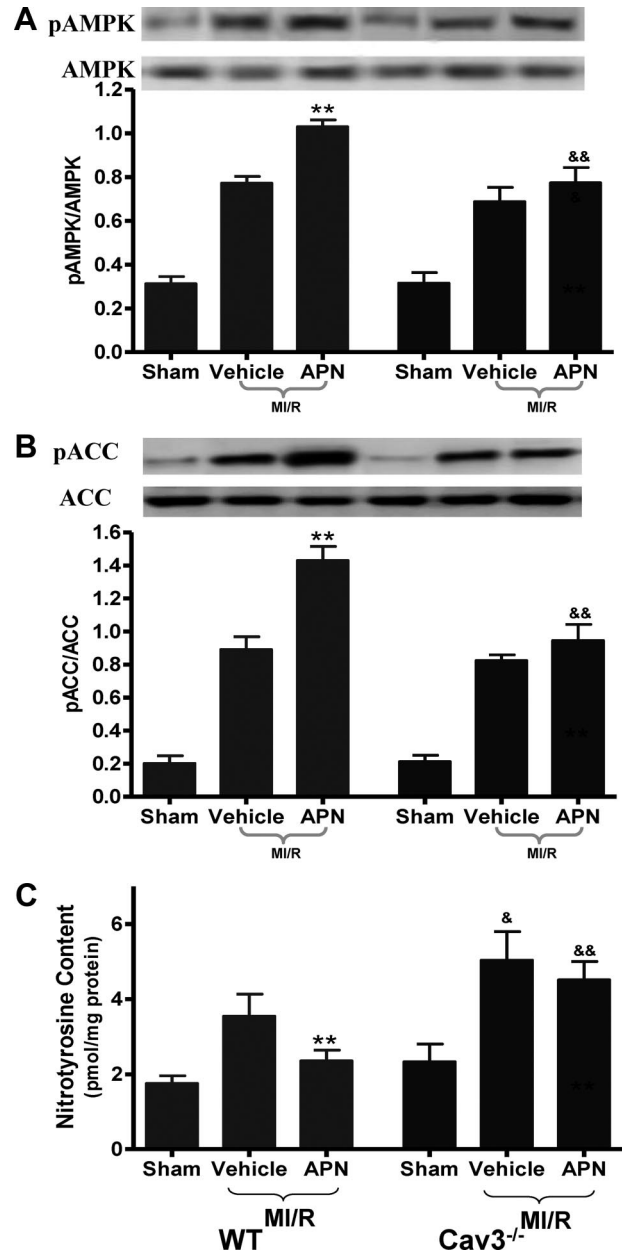 A pAMPK
AMPK
pAMPK/AMPK
1.2
1.0
0.8
0.6
0.4
0.2
0.0
**
&&
&
**
Sham Vehicle APN Sham Vehicle APN
MI/R MI/R
B pACC
ACC
pACC/ACC
1.6
1.4
1.2
1.0
0.8
0.6
0.4
0.2
0.0
**
&&
**
Sham Vehicle APN Sham Vehicle APN
MI/R MI/R
C
Nitrotyrosine Content
(pmol/mg protein)
6
4
2
0
**
&
&&
**
Sham Vehicle APN Sham Vehicle APN
MI/R MI/R
WT Cav3-/-